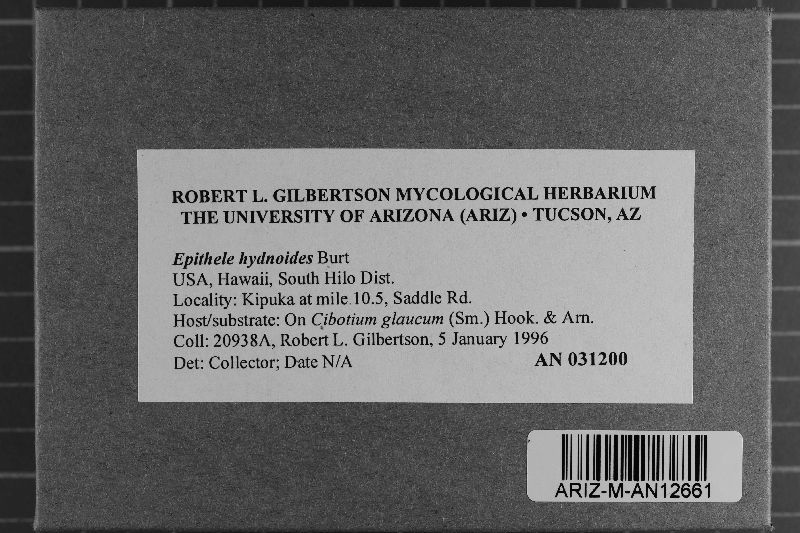 ROBERT L. GILBERTSON MYCOLOGICAL HERBARIUM
THE UNIVERSITY OF ARIZONA (ARIZ) • TUCSON, AZ
Epithele hydnoides Burt
USA, Hawaii, South Hilo Dist.
Locality: Kipuka at mile 10.5, Saddle Rd.
Host/substrate: On Cibotium glaucum (Sm.) Hook. & Arn.
Coll: 20938A, Robert L. Gilbertson, 5 January 1996
Det: Collector; Date N/A AN 031200
ARIZ-M-AN12661